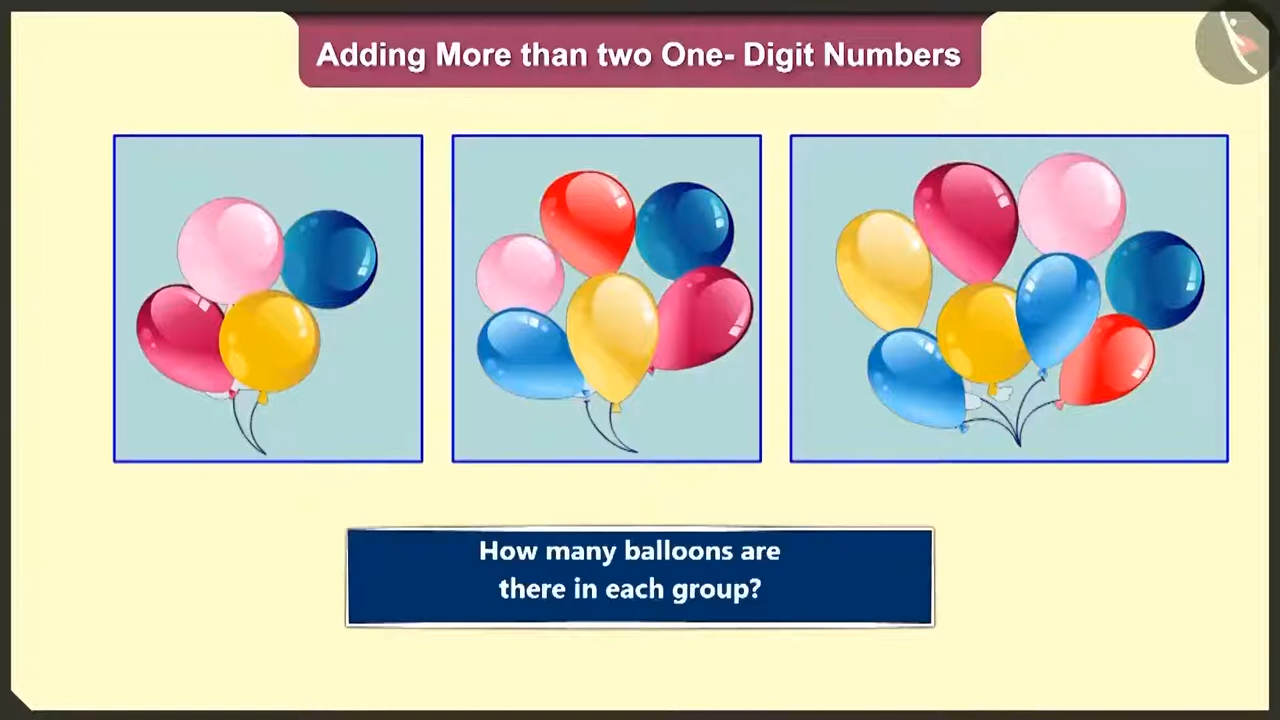 Adding More than two One- Digit Numbers
How many balloons are
there in each group?